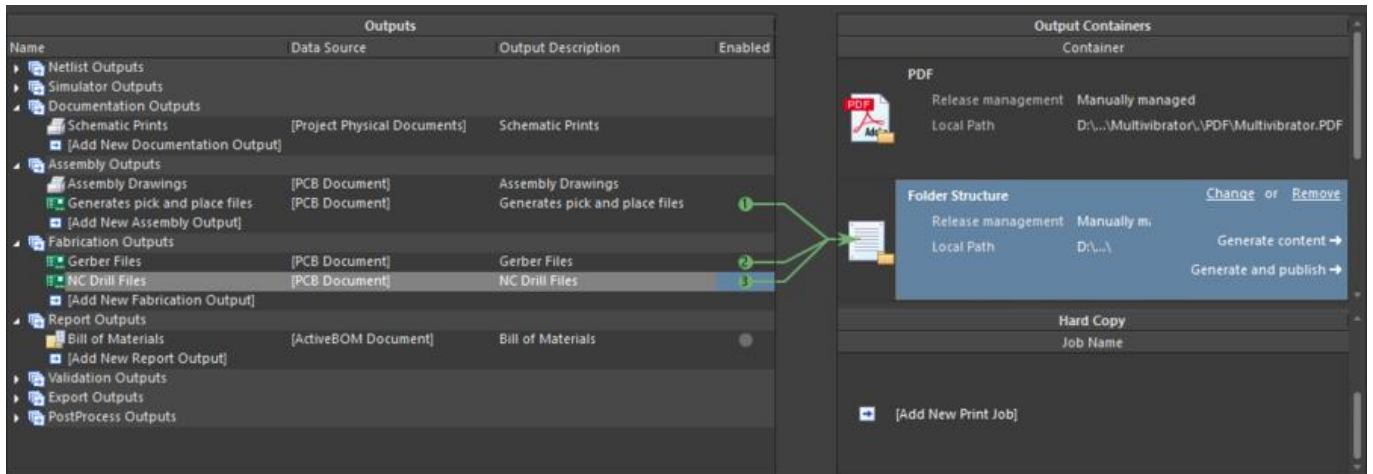 Outputs
Name Data Source Output Description Enabled
Netlist Outputs
Simulator Outputs
Documentation Outputs
Schematic Prints [Project Physical Documents] Schematic Prints
[Add New Documentation Output]
Assembly Outputs
Assembly Drawings [PCB Document] Assembly Drawings
Generates pick and place files [PCB Document] Generates pick and place files 1
[Add New Assembly Output]
Fabrication Outputs
Gerber Files [PCB Document] Gerber Files 2
NC Drill Files [PCB Document] NC Drill Files 3
[Add New Fabrication Output]
Report Outputs
Bill of Materials [ActiveBOM Document] Bill of Materials
[Add New Report Output]
Validation Outputs
Export Outputs
PostProcess Outputs
Output Containers
Container
PDF
PDF
Release management Manually managed
Local Path D:\...\Multivibrator\.\PDF\Multivibrator.PDF
Folder Structure Change or Remove
Release management Manually m
Local Path D:\...\ Generate content
Generate and publish
Hard Copy
Job Name
[Add New Print Job]